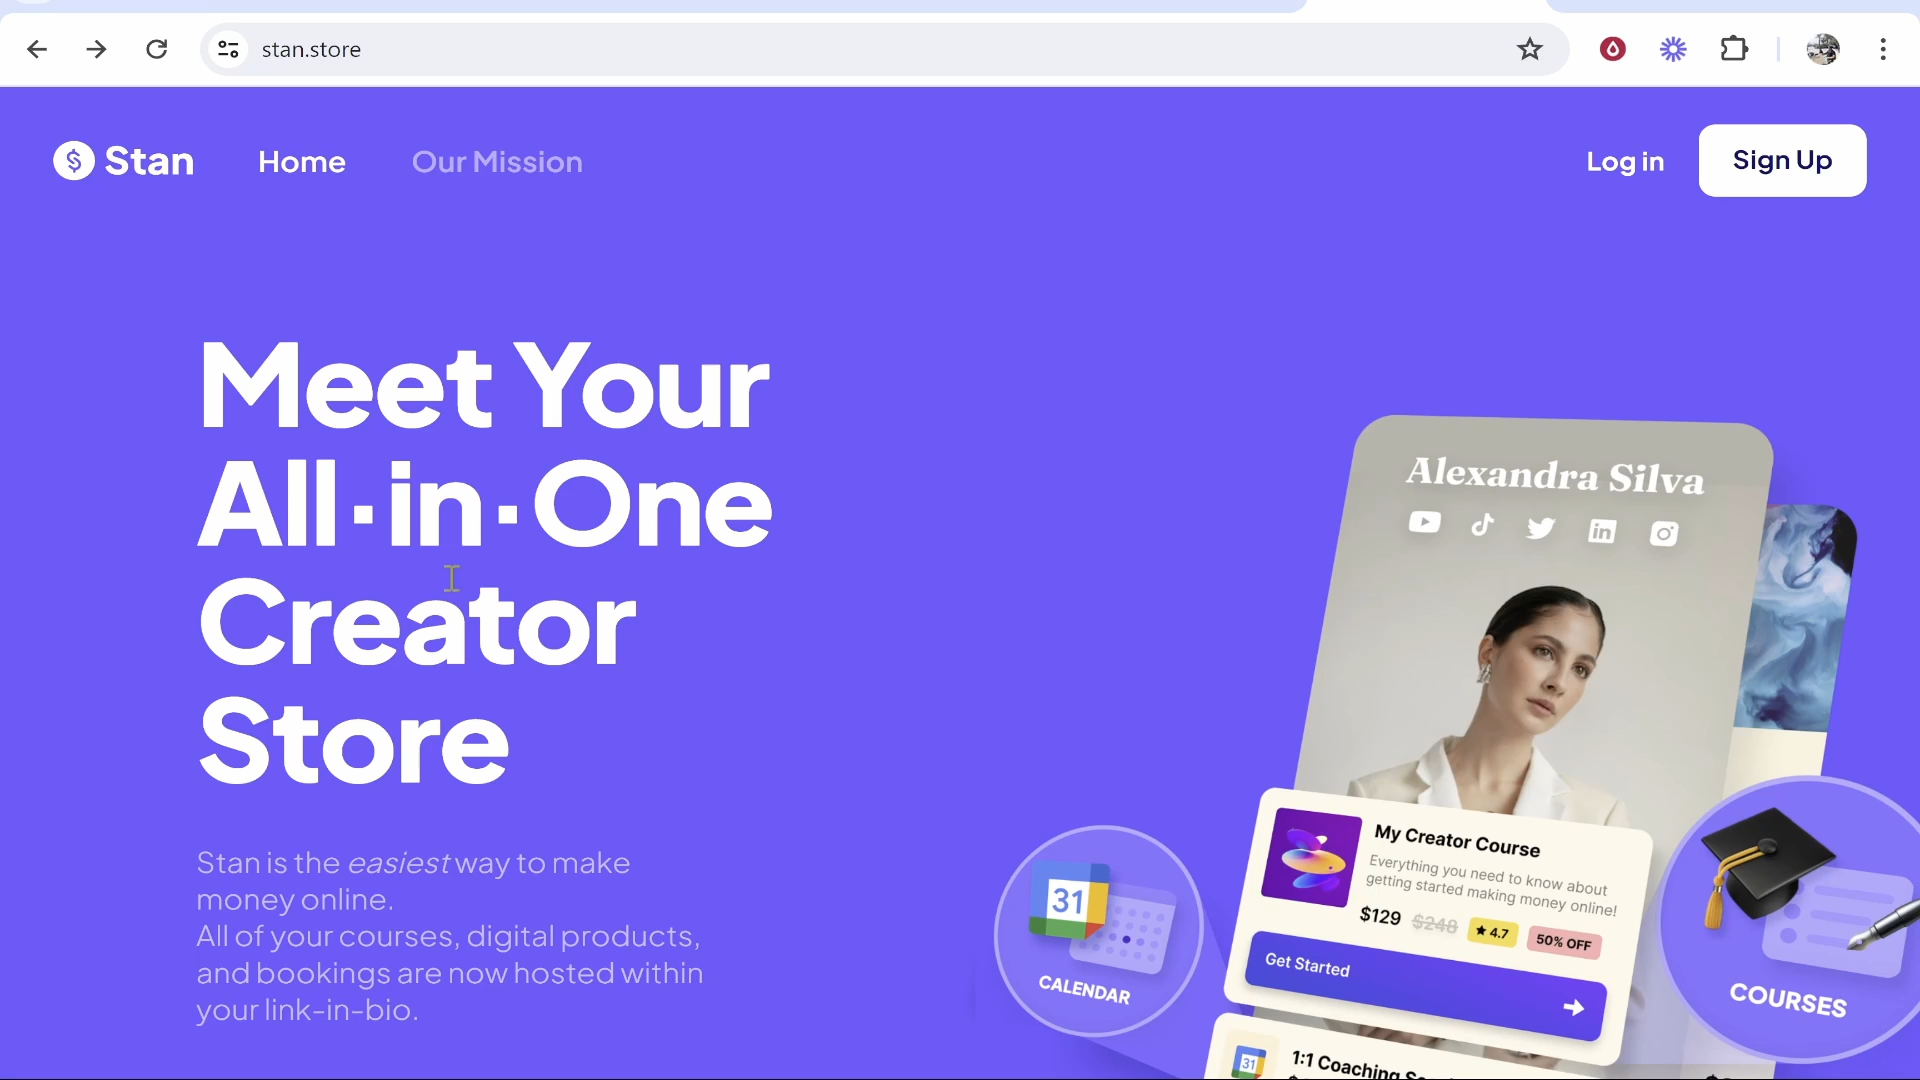 stan.store
$ Stan
Home
Our Mission
Log in
Sign Up
Meet Your
All·in·One
Creator
Store
Stan is the easiest way to make
money online.
All of your courses, digital products,
and bookings are now hosted within
your link-in-bio.
Alexandra Silva
in
My Creator Course
Everything you need to know about
getting started making money online!
$129 $248 ★ 4.7 50% OFF
Get Started
31
CALENDAR
COURSES
31
1:1 Coaching